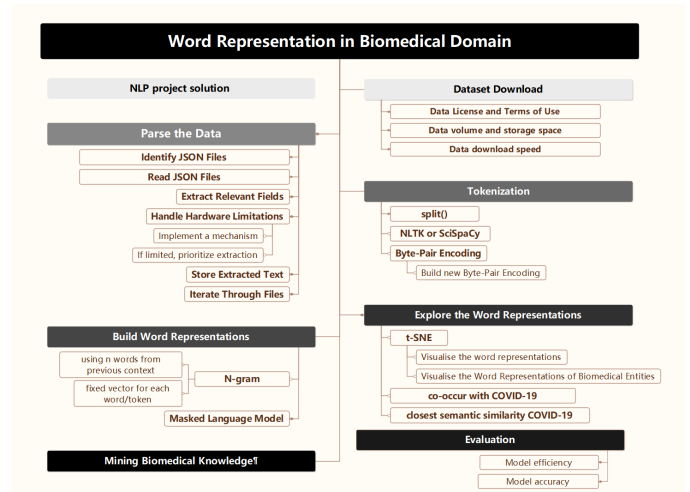 Word Representation in Biomedical Domain
NLP project solution
Dataset Download
Data License and Terms of Use
Data volume and storage space
Data download speed
Parse the Data
Identify JSON Files
Read JSON Files
Extract Relevant Fields
Handle Hardware Limitations
Implement a mechanism
If limited, prioritize extraction
Store Extracted Text
Iterate Through Files
Tokenization
split()
NLTK or SciSpaCy
Byte-Pair Encoding
Build new Byte-Pair Encoding
Build Word Representations
using n words from
previous context
fixed vector for each
word/token
N-gram
Masked Language Model
Explore the Word Representations
t-SNE
Visualise the word representations
Visualise the Word Representations of Biomedical Entities
co-occur with COVID-19
closest semantic similarity COVID-19
Mining Biomedical Knowledge¶
Evaluation
Model efficiency
Model accuracy